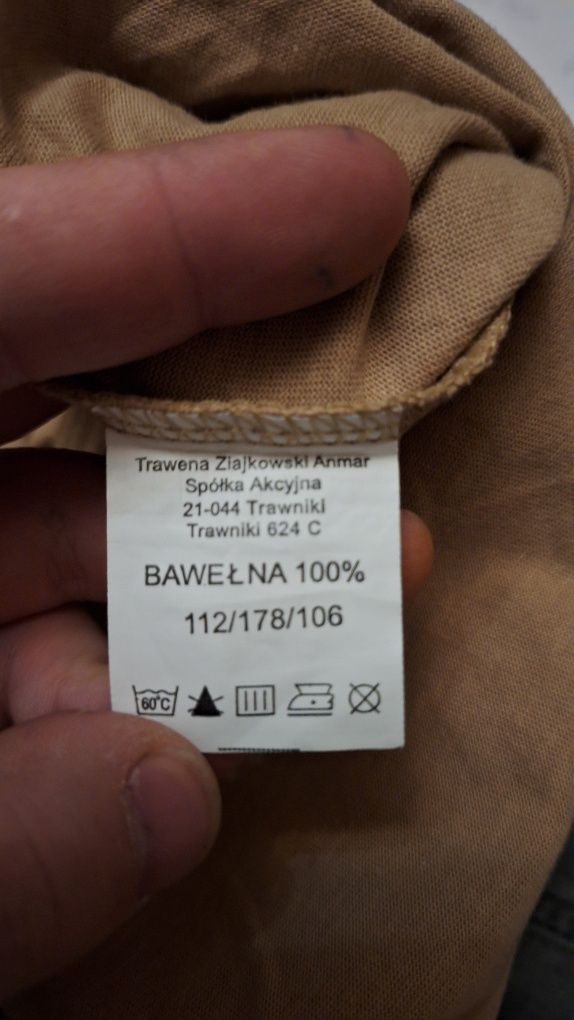 Trawena Ziajkowski Anmar
Spółka Akcyjna
21-044 Trawniki
Trawniki 624 C
BAWEŁNA 100%
112/178/106
60°C